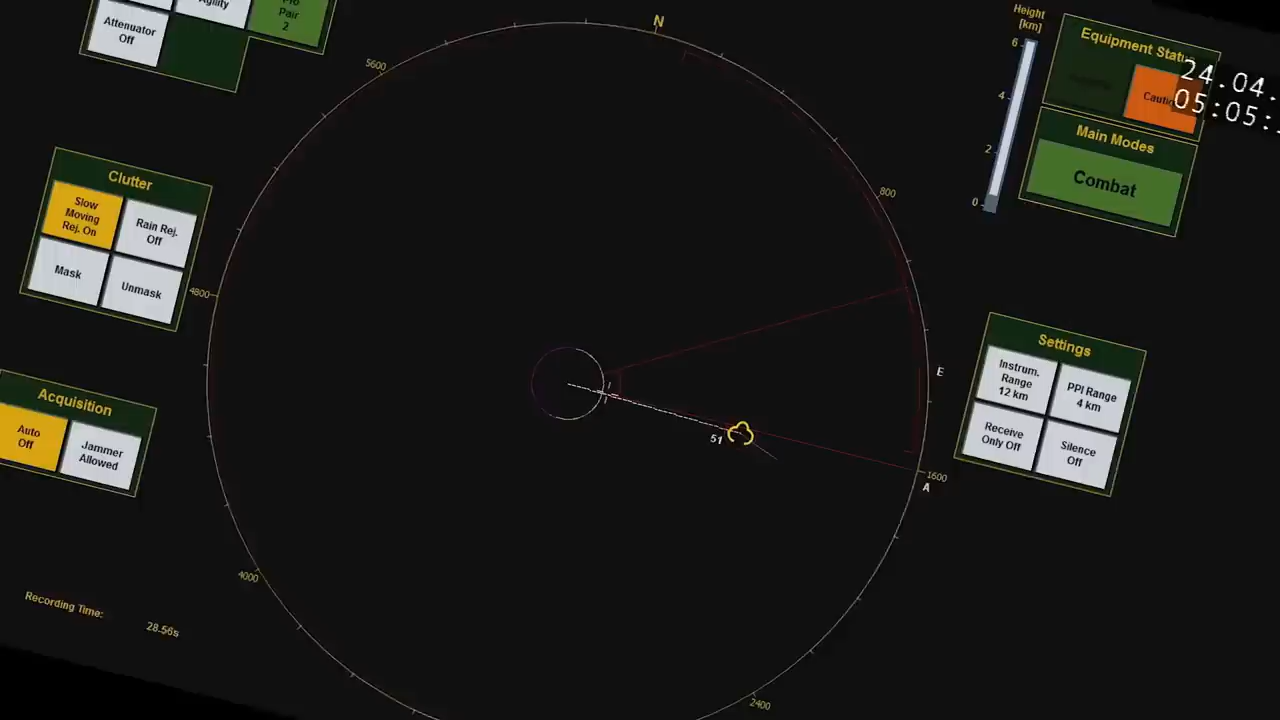 Agility
Pair
2
Attenuator
Off
N
Height
[km]
6
4
2
0
Equipment
24.04.
05:05:
Main Modes
Combat
5600
800
Clutter
Slow
Moving
Rej. On
Rain Rej.
Off
Mask
Unmask
4800
E
Settings
Instrum.
Range
12 km
PPI Range
4 km
Receive
Only Off
Silence
Off
Acquisition
Auto
Off
Jammer
Allowed
51
1600
A
4000
2400
Recording Time:
28.56s